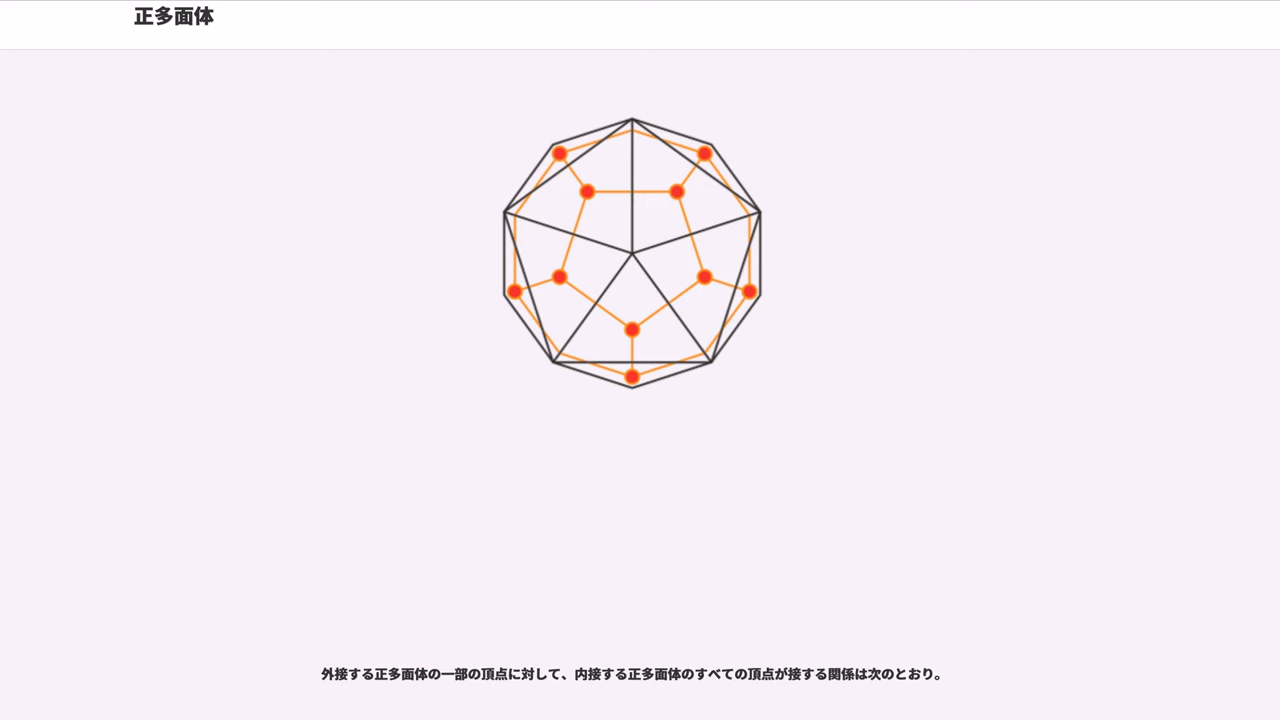 正多面体
外接する正多面体の一部の頂点に対して、内接する正多面体のすべての頂点が接する関係は次のとおり。